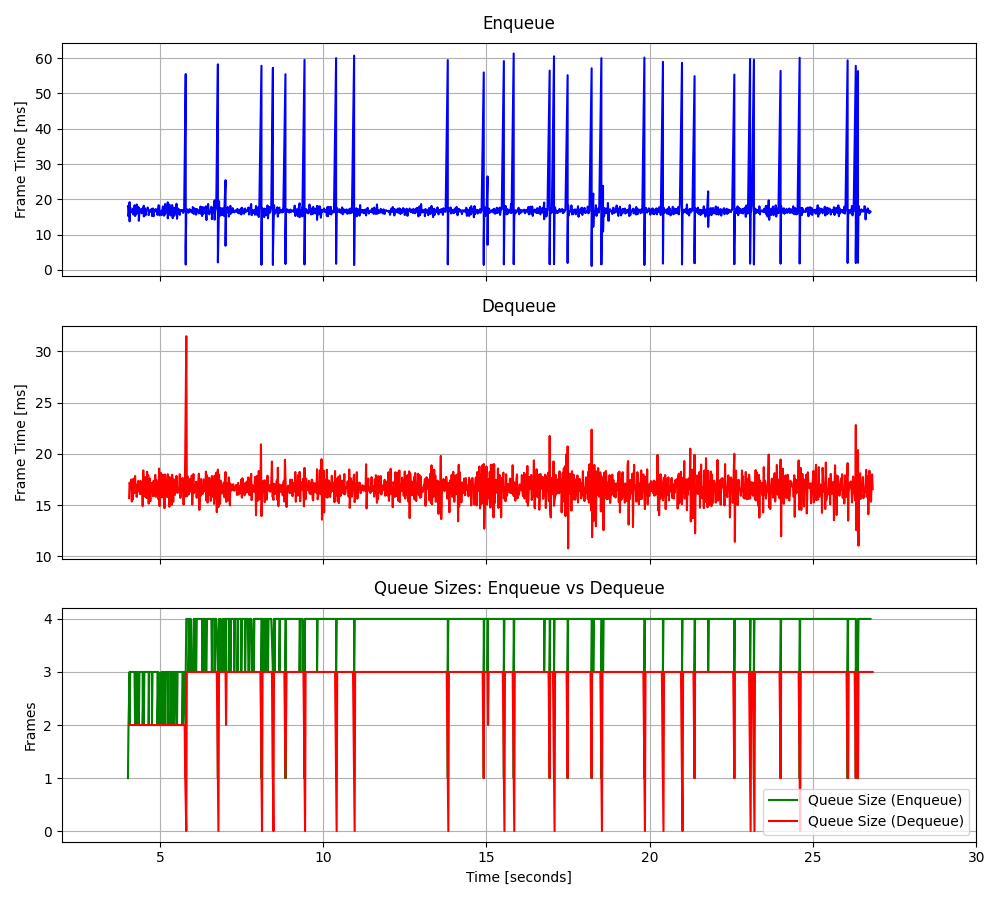 Enqueue
Frame Time [ms]
60
50
40
30
20
10
0
Dequeue
Frame Time [ms]
30
25
20
15
10
Queue Sizes: Enqueue vs Dequeue
Frames
4
3
2
1
0
Queue Size (Enqueue)
Queue Size (Dequeue)
5
10
15
20
25
30
Time [seconds]